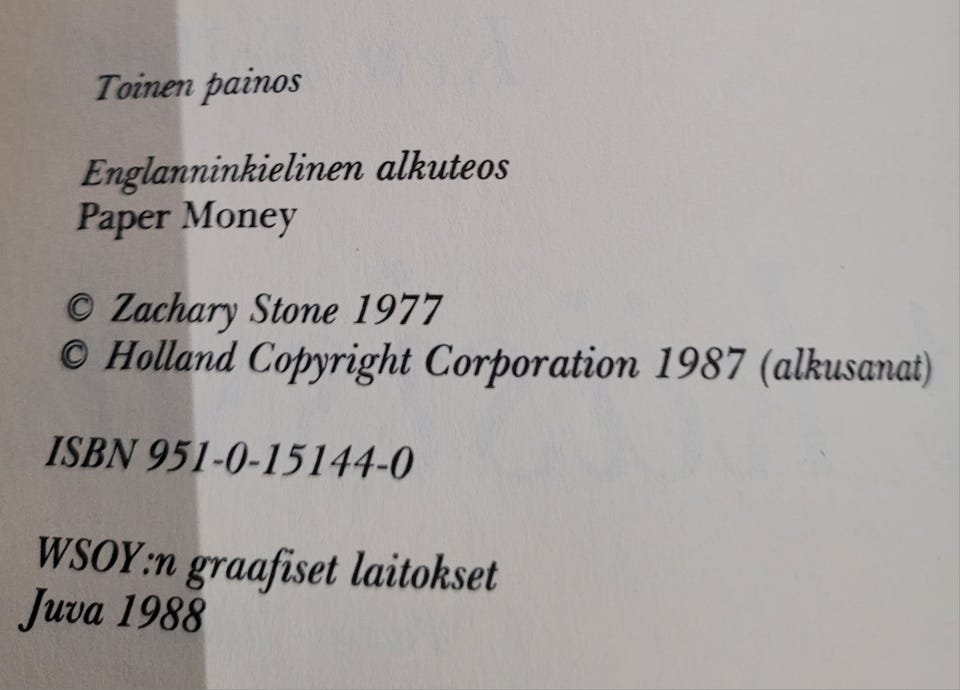 Toinen painos
Englanninkielinen alkuteos
Paper Money
© Zachary Stone 1977
© Holland Copyright Corporation 1987 (alkusanat)
ISBN 951-0-15144-0
WSOY:n graafiset laitokset
Juva 1988